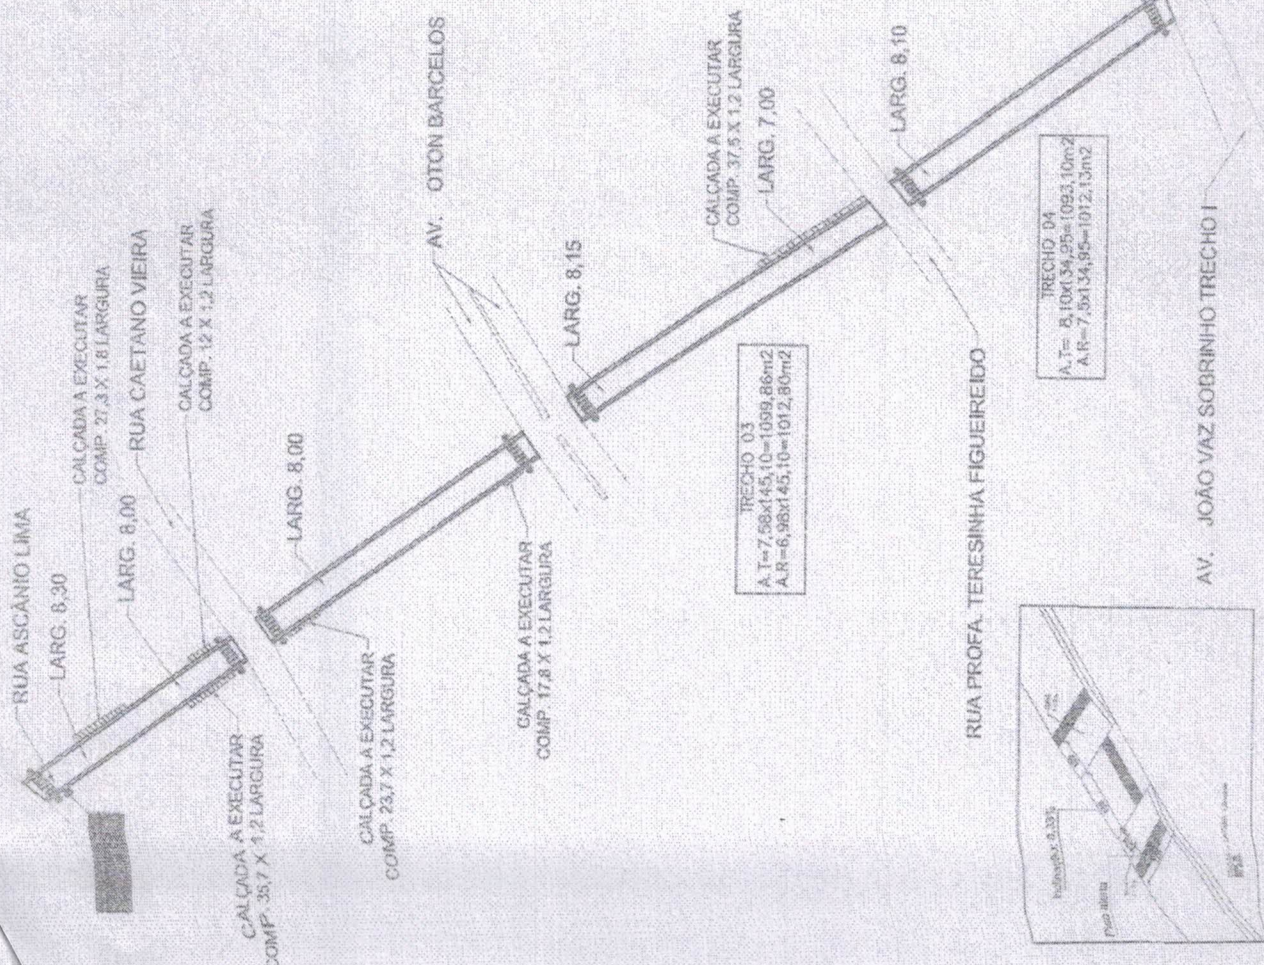 RUA ASCÂNIO LIMA
LARG. 8,30
CALÇADA A EXECUTAR
COMP. 27,3 X 1,8 LARGURA
LARG. 8,00
RUA CAETANO VIEIRA
CALÇADA A EXECUTAR
COMP. 12 X 1,2 LARGURA
CALÇADA A EXECUTAR
COMP. 35,7 X 1,2 LARGURA
LARG. 8,00
CALÇADA A EXECUTAR
COMP. 23,7 X 1,2 LARGURA
AV. OTON BARCELOS
CALÇADA A EXECUTAR
COMP. 17,8 X 1,2 LARGURA
LARG. 8,15
CALÇADA A EXECUTAR
COMP. 37,5 X 1,2 LARGURA
LARG. 7,00
TRECHO 03
A.T=7,58x145,10=1099,86m2
A.R=6,98x145,10=1012,80m2
LARG. 8,10
RUA PROFA. TERESINHA FIGUEIREIDO
TRECHO 04
A.T= 8,10x134,95=1093,10m2
A.R=7,5x134,95=1012,13m2
AV. JOÃO VAZ SOBRINHO TRECHO I
Piso alerta